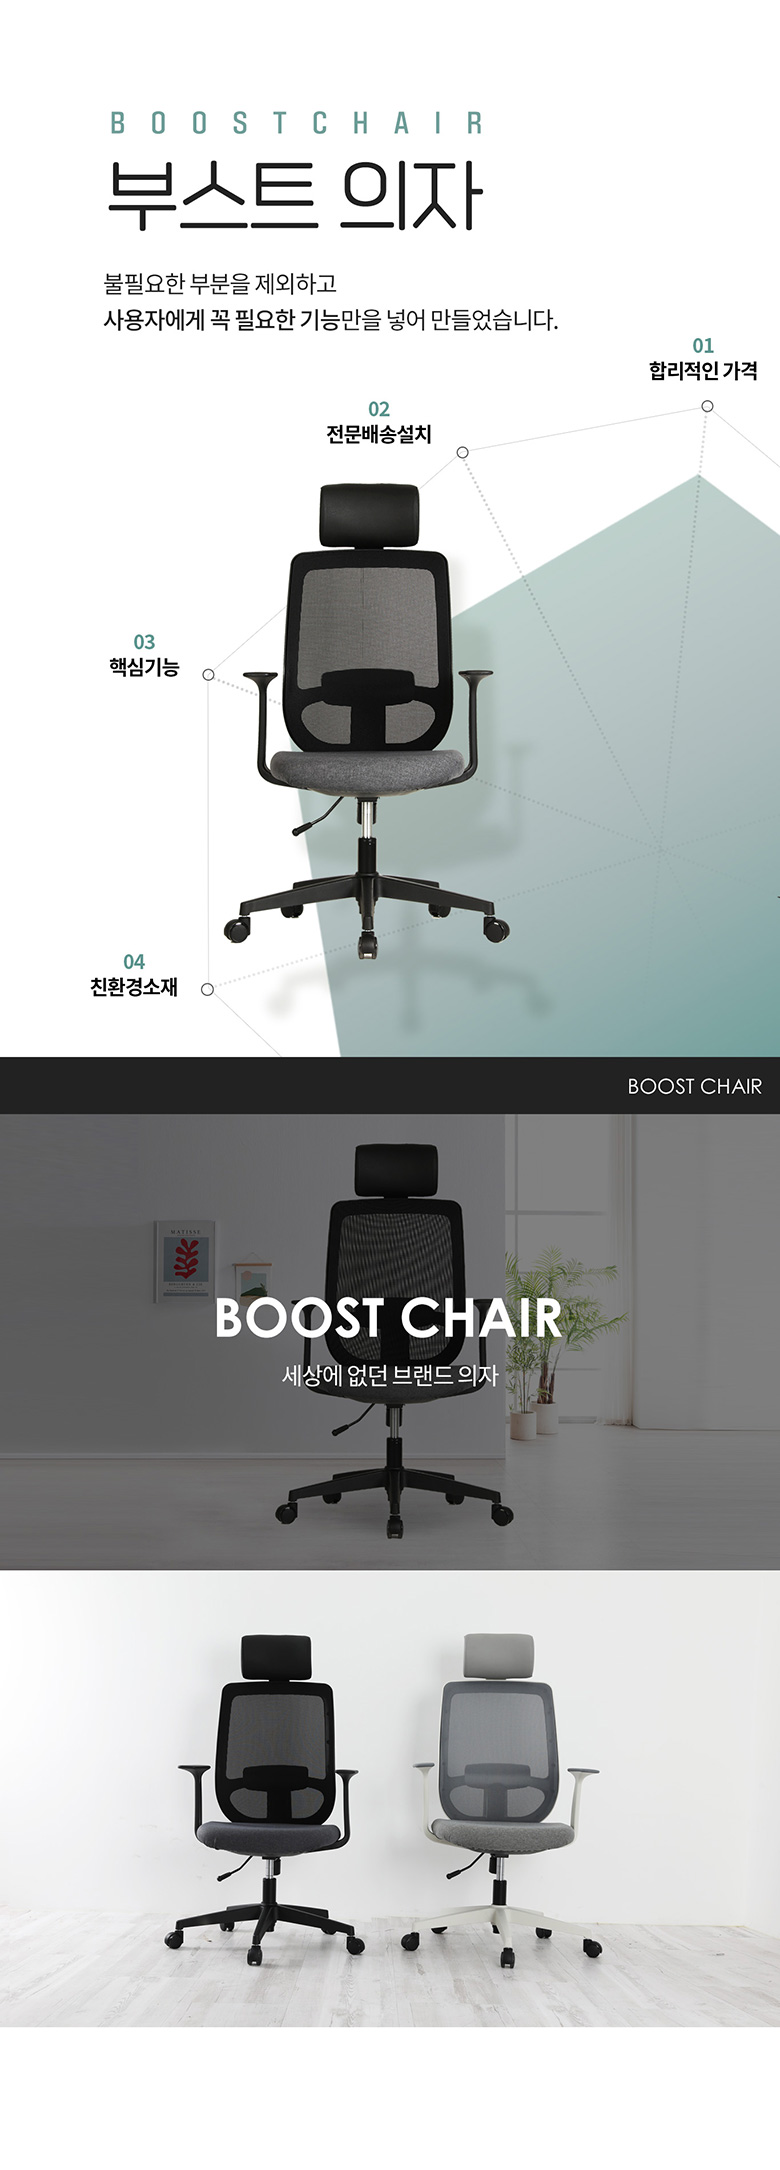 BOOSTCHAIR
부스트 의자
불필요한 부분을 제외하고
사용자에게 꼭 필요한 기능만을 넣어 만들었습니다.
01
합리적인 가격
02
전문배송설치
03
핵심기능
04
친환경소재
BOOST CHAIR
MATISSE
BOOST CHAIR
세상에 없던 브랜드 의자